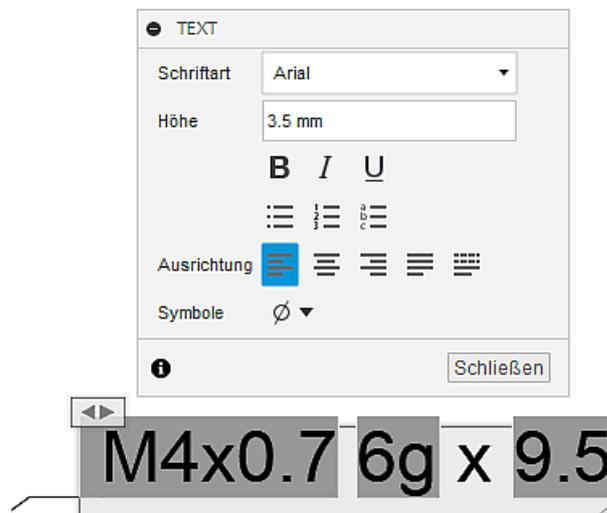 TEXT
Schriftart Arial
Höhe 3.5 mm
B I U
Ausrichtung
Symbole Ø
Schließen
M4x0.7 6g x 9.5